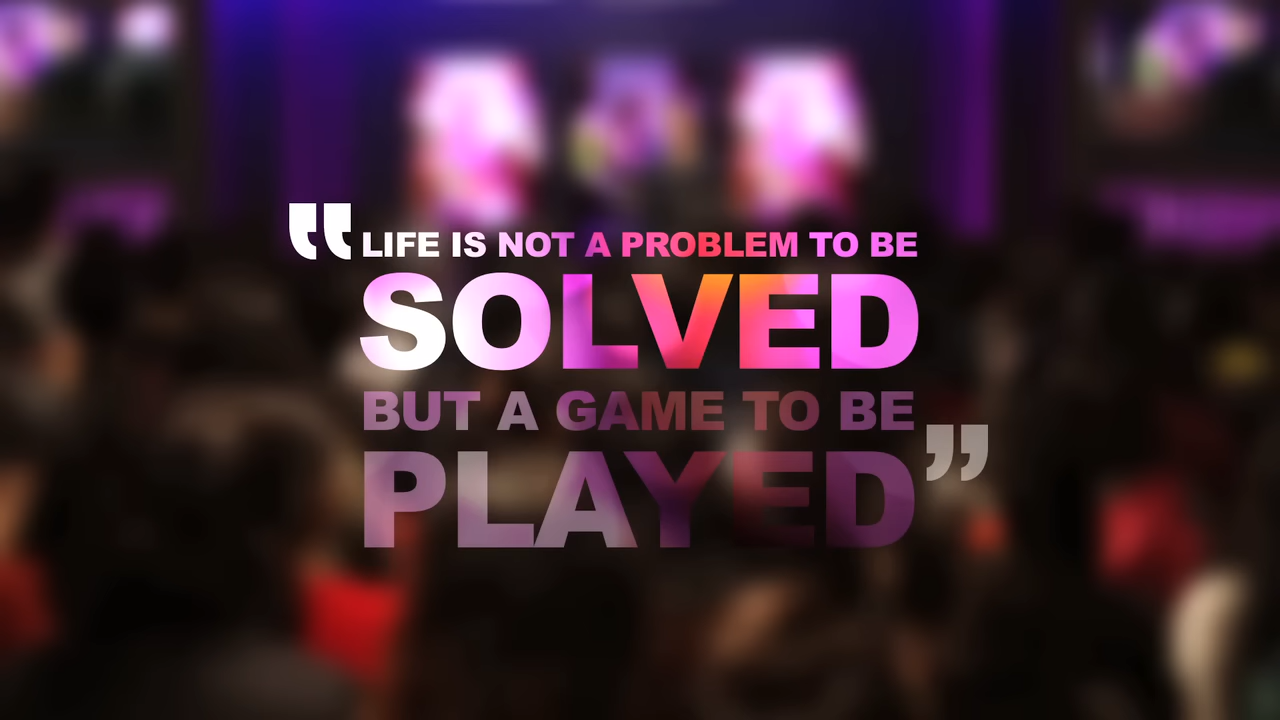 “LIFE IS NOT A PROBLEM TO BE
SOLVED
BUT A GAME TO BE
PLAYED”